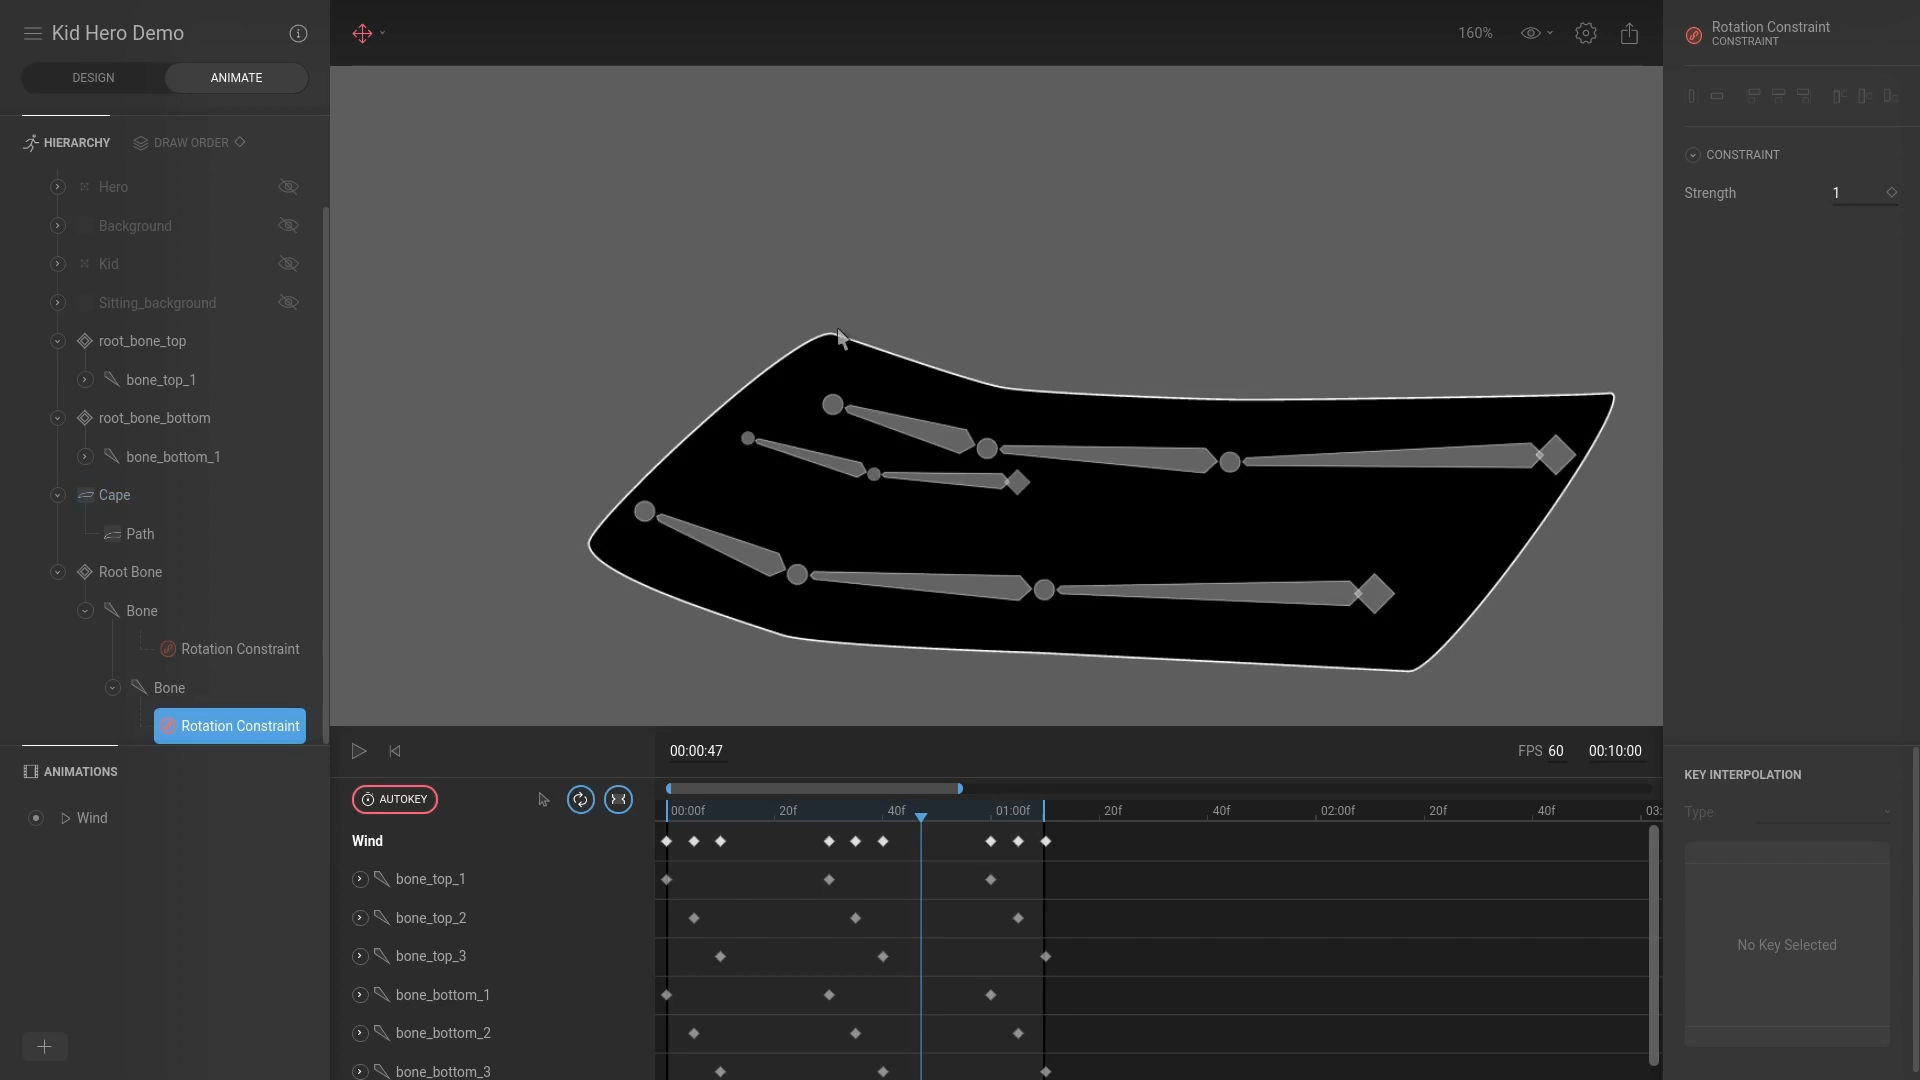 Kid Hero Demo
DESIGN
ANIMATE
HIERARCHY
DRAW ORDER
Hero
Background
Kid
Sitting_background
root_bone_top
bone_top_1
root_bone_bottom
bone_bottom_1
Cape
Path
Root Bone
Bone
Rotation Constraint
Bone
Rotation Constraint
ANIMATIONS
Wind
160%
Rotation Constraint
CONSTRAINT
CONSTRAINT
Strength 1
00:00:47
FPS 60 00:10:00
AUTOKEY
00:00f 20f 40f 01:00f 20f 40f 02:00f 20f 40f 03:
Wind
bone_top_1
bone_top_2
bone_top_3
bone_bottom_1
bone_bottom_2
bone_bottom_3
KEY INTERPOLATION
Type
No Key Selected